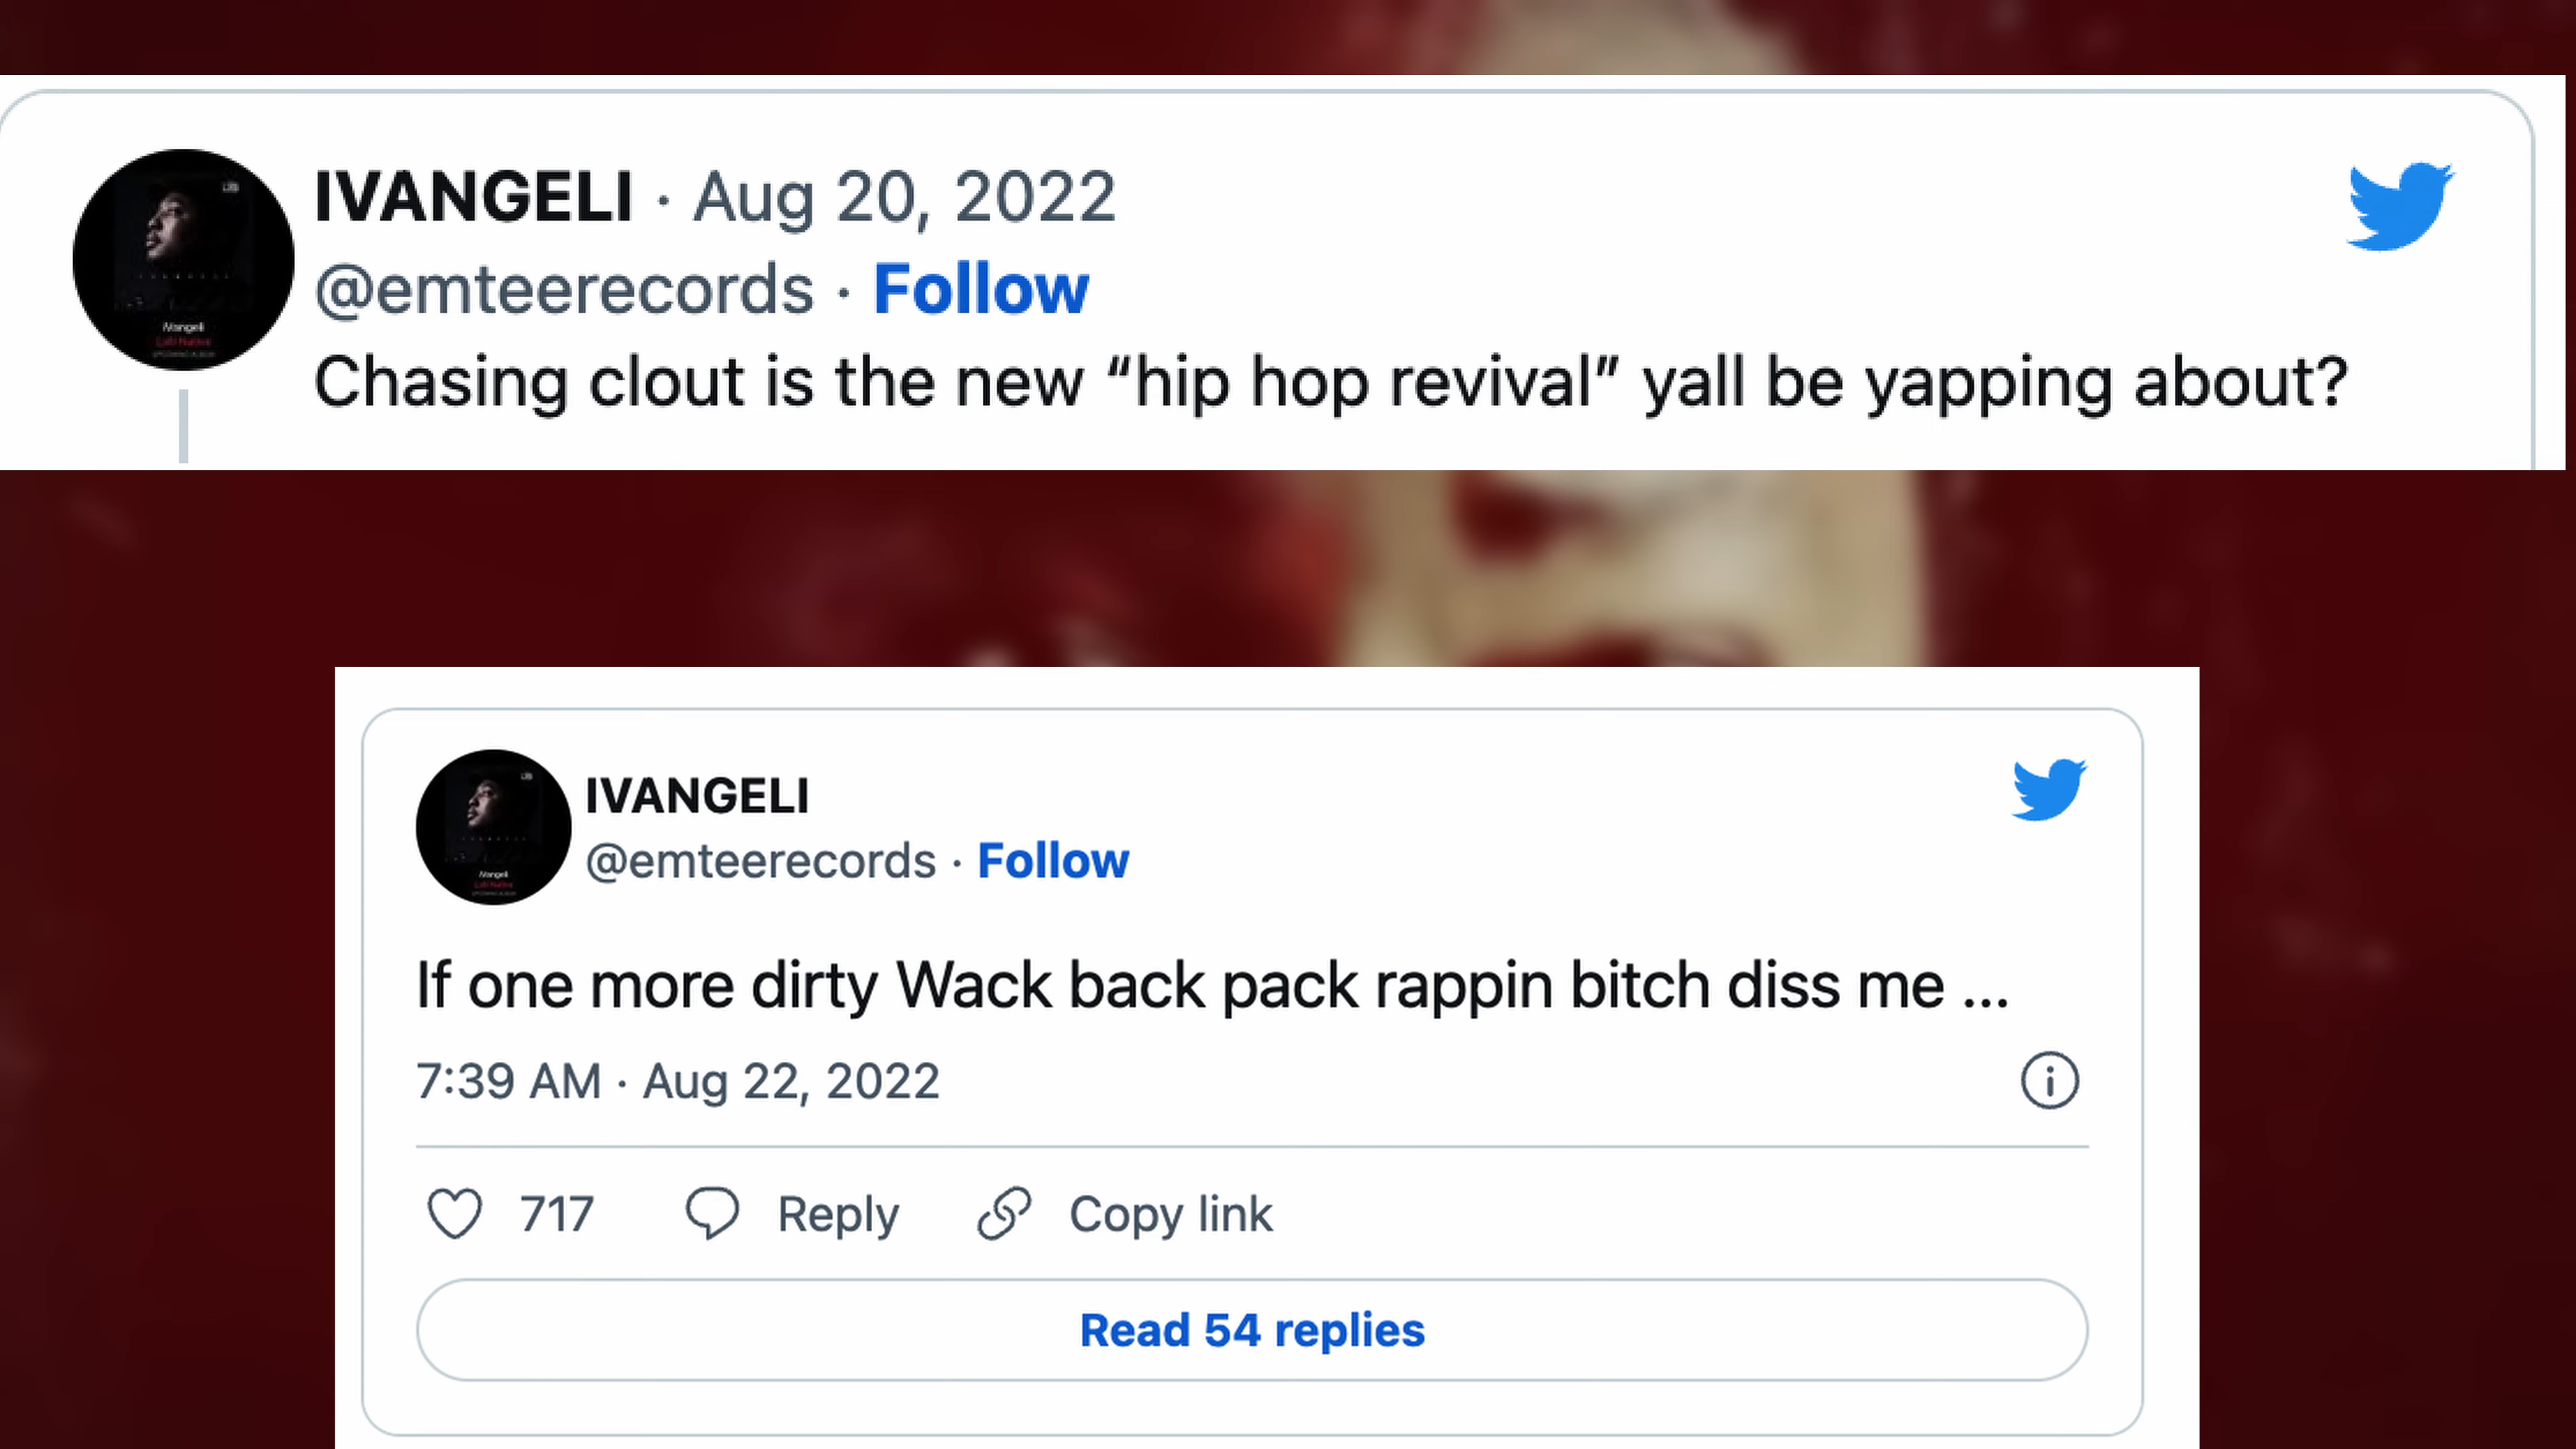 IVANGELI · Aug 20, 2022
@emteerecords · Follow
Chasing clout is the new “hip hop revival” yall be yapping about?
IVANGELI
@emteerecords · Follow
If one more dirty Wack back pack rappin bitch diss me ...
7:39 AM · Aug 22, 2022
717 Reply Copy link
Read 54 replies